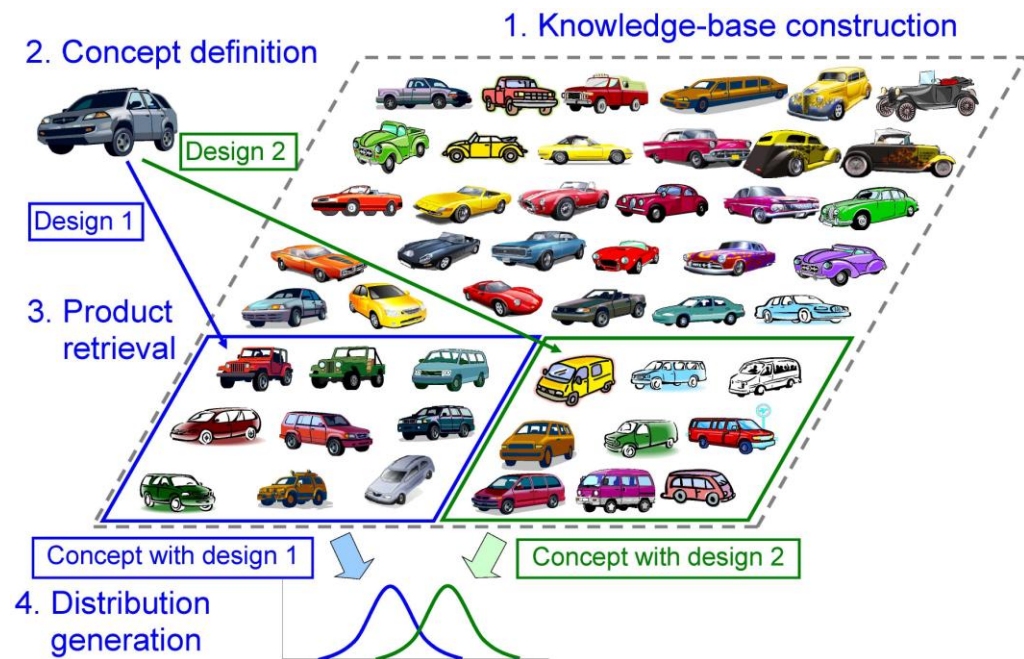 1. Knowledge-base construction
2. Concept definition
Design 2
Design 1
3. Product
retrieval
Concept with design 1
Concept with design 2
4. Distribution
generation